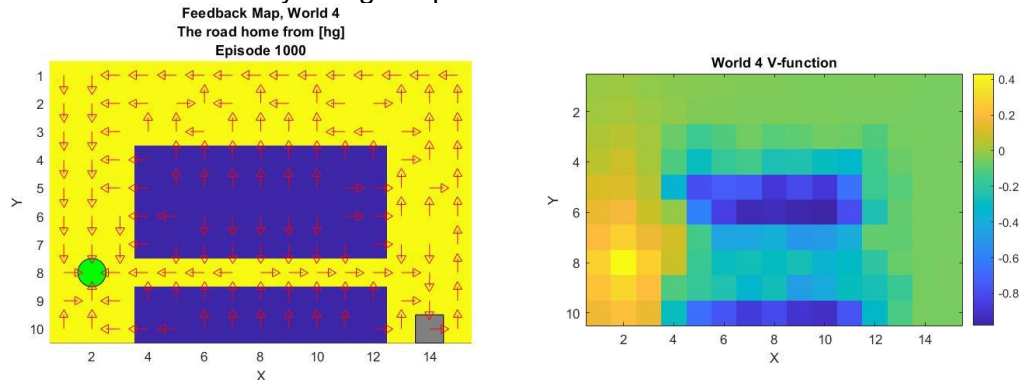 Feedback Map, World 4
The road home from [hg]
Episode 1000
1
2
3
4
5
6
7
8
9
10
Y
2 4 6 8 10 12 14
X
World 4 V-function
2
4
6
8
10
Y
2 4 6 8 10 12 14
X
0.4
0.2
0
-0.2
-0.4
-0.6
-0.8